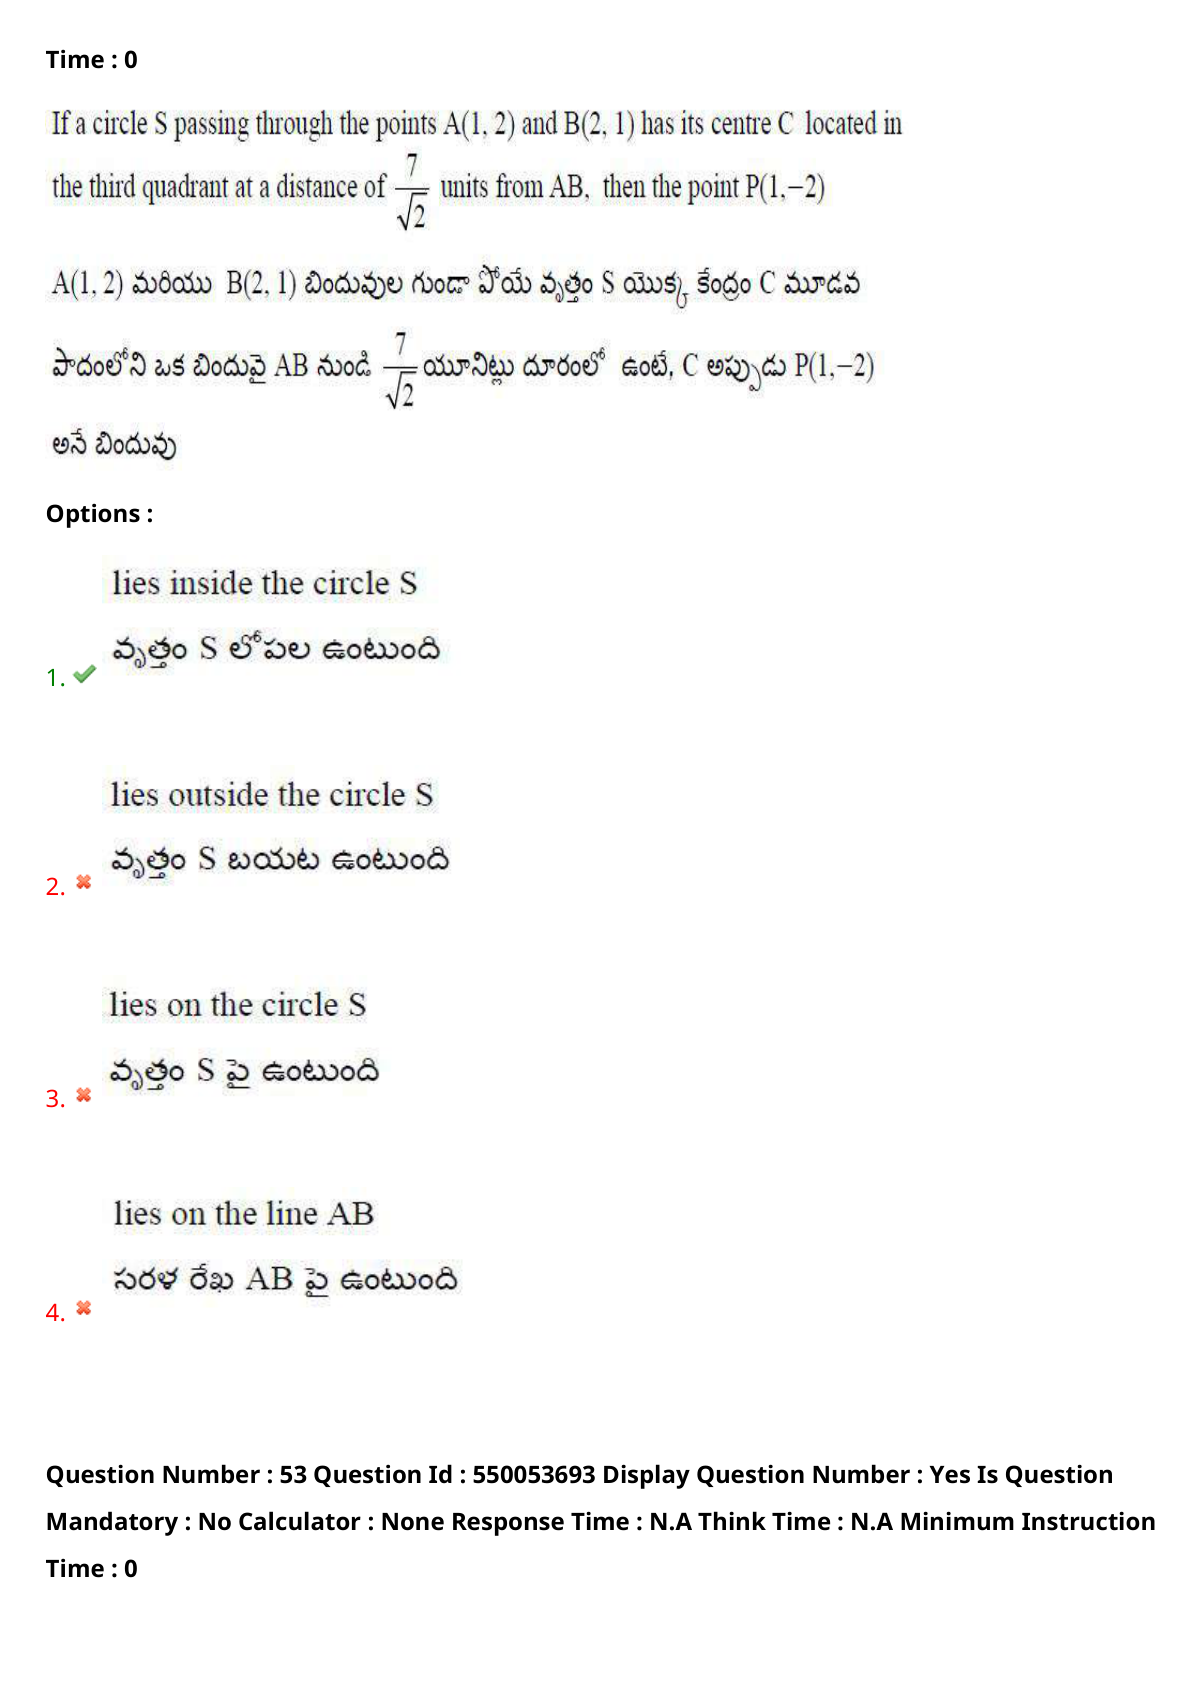 Time : 0
If a circle S passing through the points A(1, 2) and B(2, 1) has its centre C located in
the third quadrant at a distance of 7/√2 units from AB, then the point P(1,−2)
A(1, 2) మరియు B(2, 1) బిందువుల గుండా పోయే వృత్తం S యొక్క కేంద్రం C మూడవ
పాదంలోని ఒక బిందువై AB నుండి 7/√2 యూనిట్లు దూరంలో ఉంటే, C అప్పుడు P(1,−2)
అనే బిందువు
Options :
lies inside the circle S
వృత్తం S లోపల ఉంటుంది
1.
lies outside the circle S
వృత్తం S బయట ఉంటుంది
2.
lies on the circle S
వృత్తం S పై ఉంటుంది
3.
lies on the line AB
సరళ రేఖ AB పై ఉంటుంది
4.
Question Number : 53 Question Id : 550053693 Display Question Number : Yes Is Question
Mandatory : No Calculator : None Response Time : N.A Think Time : N.A Minimum Instruction
Time : 0